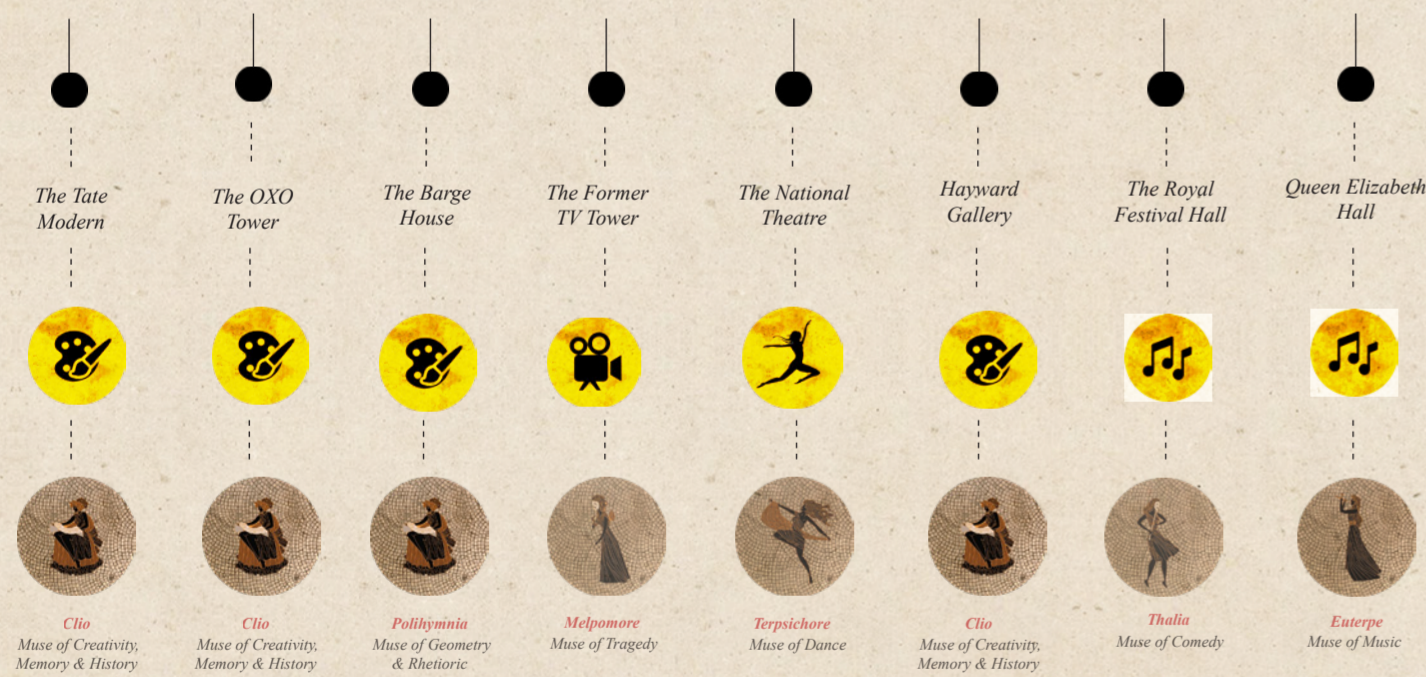 The Tate
Modern
The OXO
Tower
The Barge
House
The Former
TV Tower
The National
Theatre
Hayward
Gallery
The Royal
Festival Hall
Queen Elizabeth
Hall
Clio
Muse of Creativity,
Memory & History
Clio
Muse of Creativity,
Memory & History
Polihymnia
Muse of Geometry
& Rhetioric
Melpomore
Muse of Tragedy
Terpsichore
Muse of Dance
Clio
Muse of Creativity,
Memory & History
Thalia
Muse of Comedy
Euterpe
Muse of Music